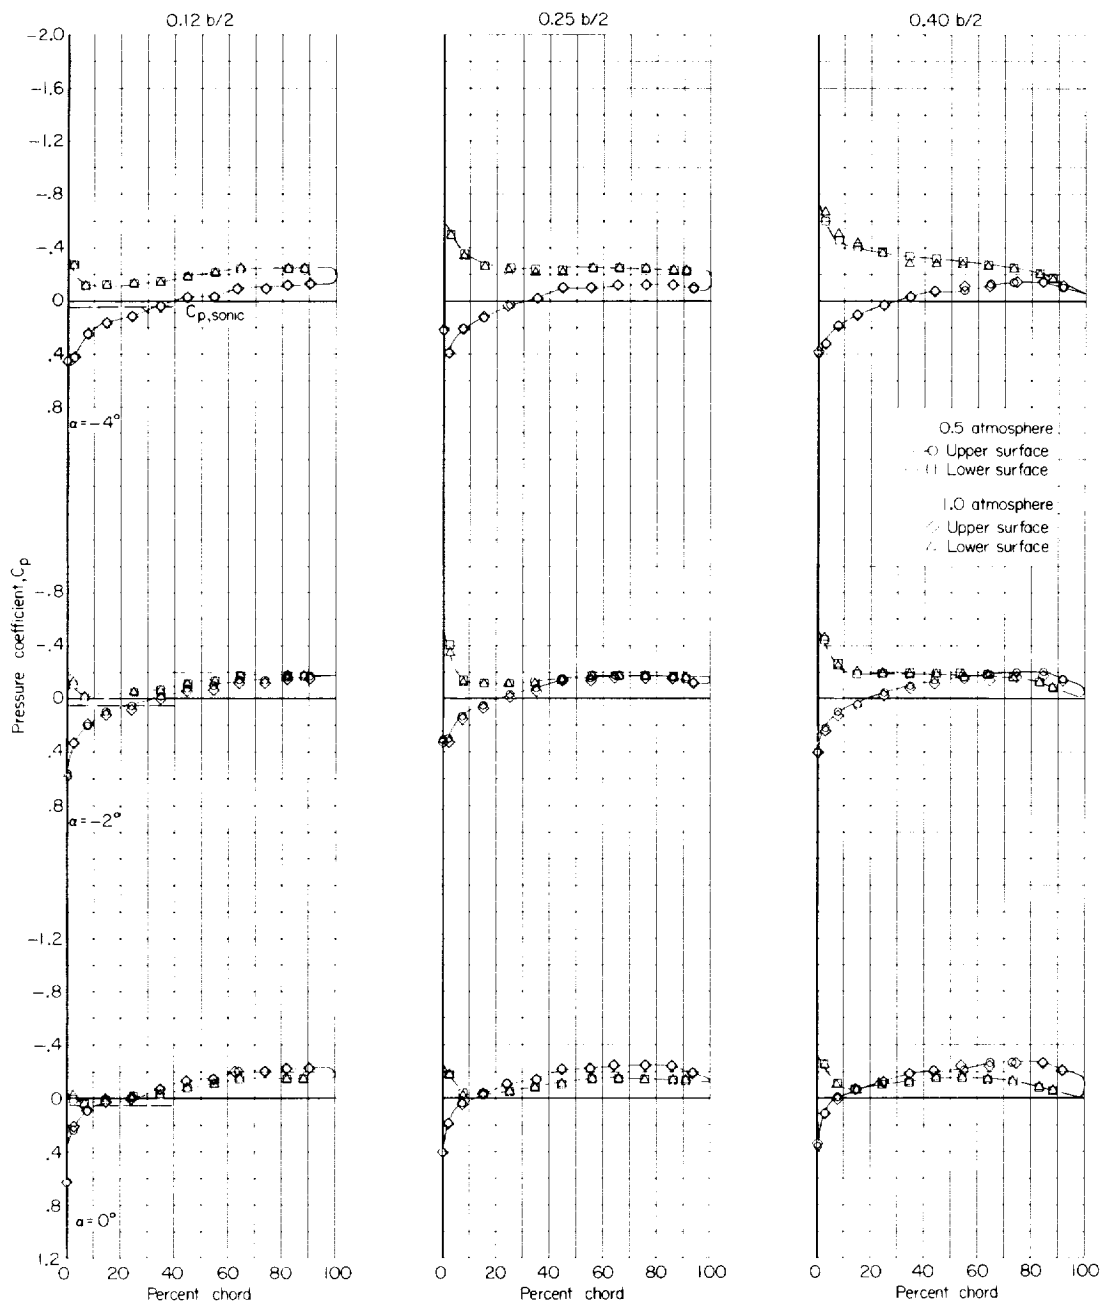 0.12 b/2 0.25 b/2 0.40 b/2
-2.0
-1.6
-1.2
-.8
-.4
0
Cp,sonic
.4
.8
α=-4°
0.5 atmosphere
Upper surface
Lower surface
1.0 atmosphere
Upper surface
Lower surface
Pressure coefficient, Cp
-.8
-.4
0
.4
.8
α=-2°
-1.2
-.8
-.4
0
.4
.8
α=0°
1.2
0 20 40 60 80 100 0 20 40 60 80 100 0 20 40 60 80 100
Percent chord Percent chord Percent chord